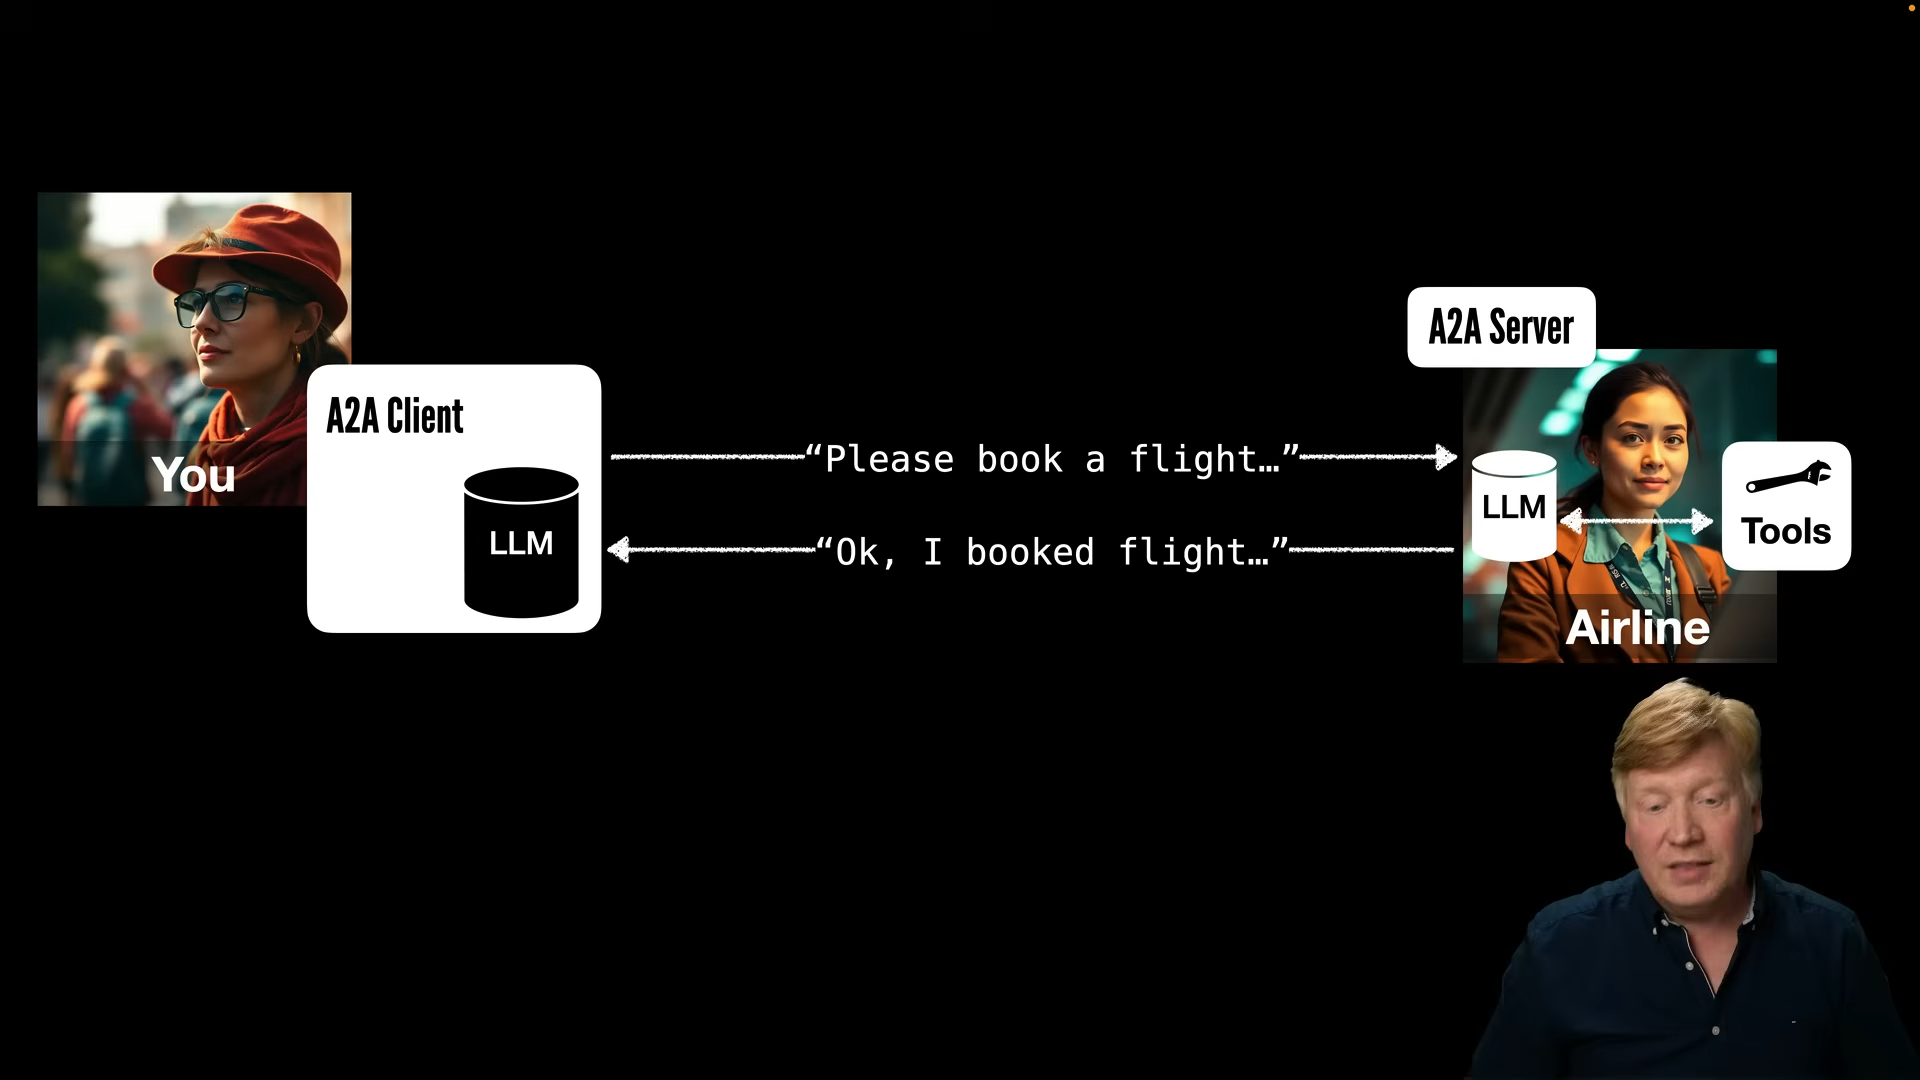 A2A Server
A2A Client
You
LLM
“Please book a flight…”
“Ok, I booked flight…”
LLM
Tools
Airline